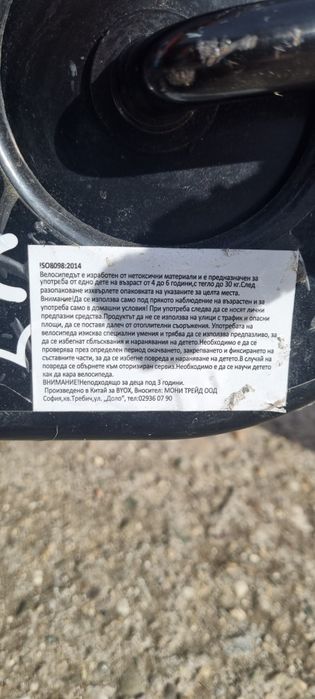 ISO8098:2014
Велосипедът е изработен от нетоксични материали и е предназначен за
употреба от едно дете на възраст от 4 до 6 години,с тегло до 30 кг.След
разопаковане изхвърлете опаковката на указаните за целта места.
Внимание!Да се използва само под прякото наблюдение на възрастен и за
употреба само в домашни условия! При употреба следва да се носят лични
предпазни средства.Продуктът да не се използва на улици с трафик и опасни
площи, да се поставя далеч от отоплителни съоръжения. Употребата на
велосипеда изисква специални умения и трябва да се използва предпазливо, за
да се избегнат сблъсквания и наранявания на детето.Необходимо е да се
проверява през определен период окачването, закрепването и фиксирането на
съставните части, за да се избегне повреда и нараняване на детето.В случай на
повреда се обърнете към оторизиран сервиз.Необходимо е да се научи детето
как да кара велосипеда.
ВНИМАНИЕ!Неподходящо за деца под 3 години.
Произведено в Китай за BYOX, Вносител: МОНИ ТРЕЙД ООД
София,кв.Требич,ул. „Доло", тел:02936 07 90